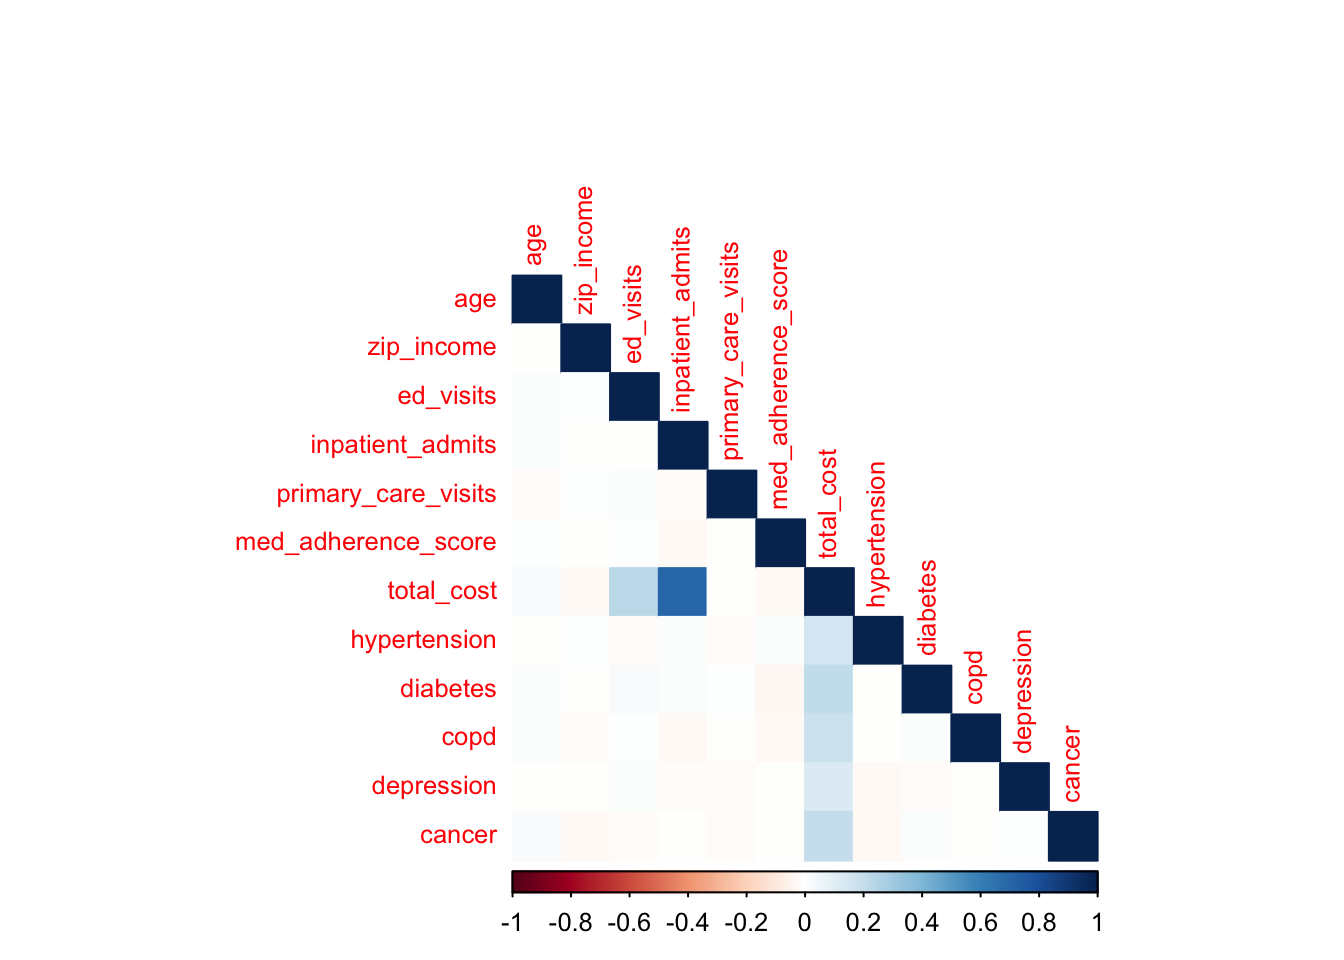 age
zip_income
ed_visits
inpatient_admits
primary_care_visits
med_adherence_score
total_cost
hypertension
diabetes
copd
depression
cancer
age
zip_income
ed_visits
inpatient_admits
primary_care_visits
med_adherence_score
total_cost
hypertension
diabetes
copd
depression
cancer
-1 -0.8 -0.6 -0.4 -0.2 0 0.2 0.4 0.6 0.8 1